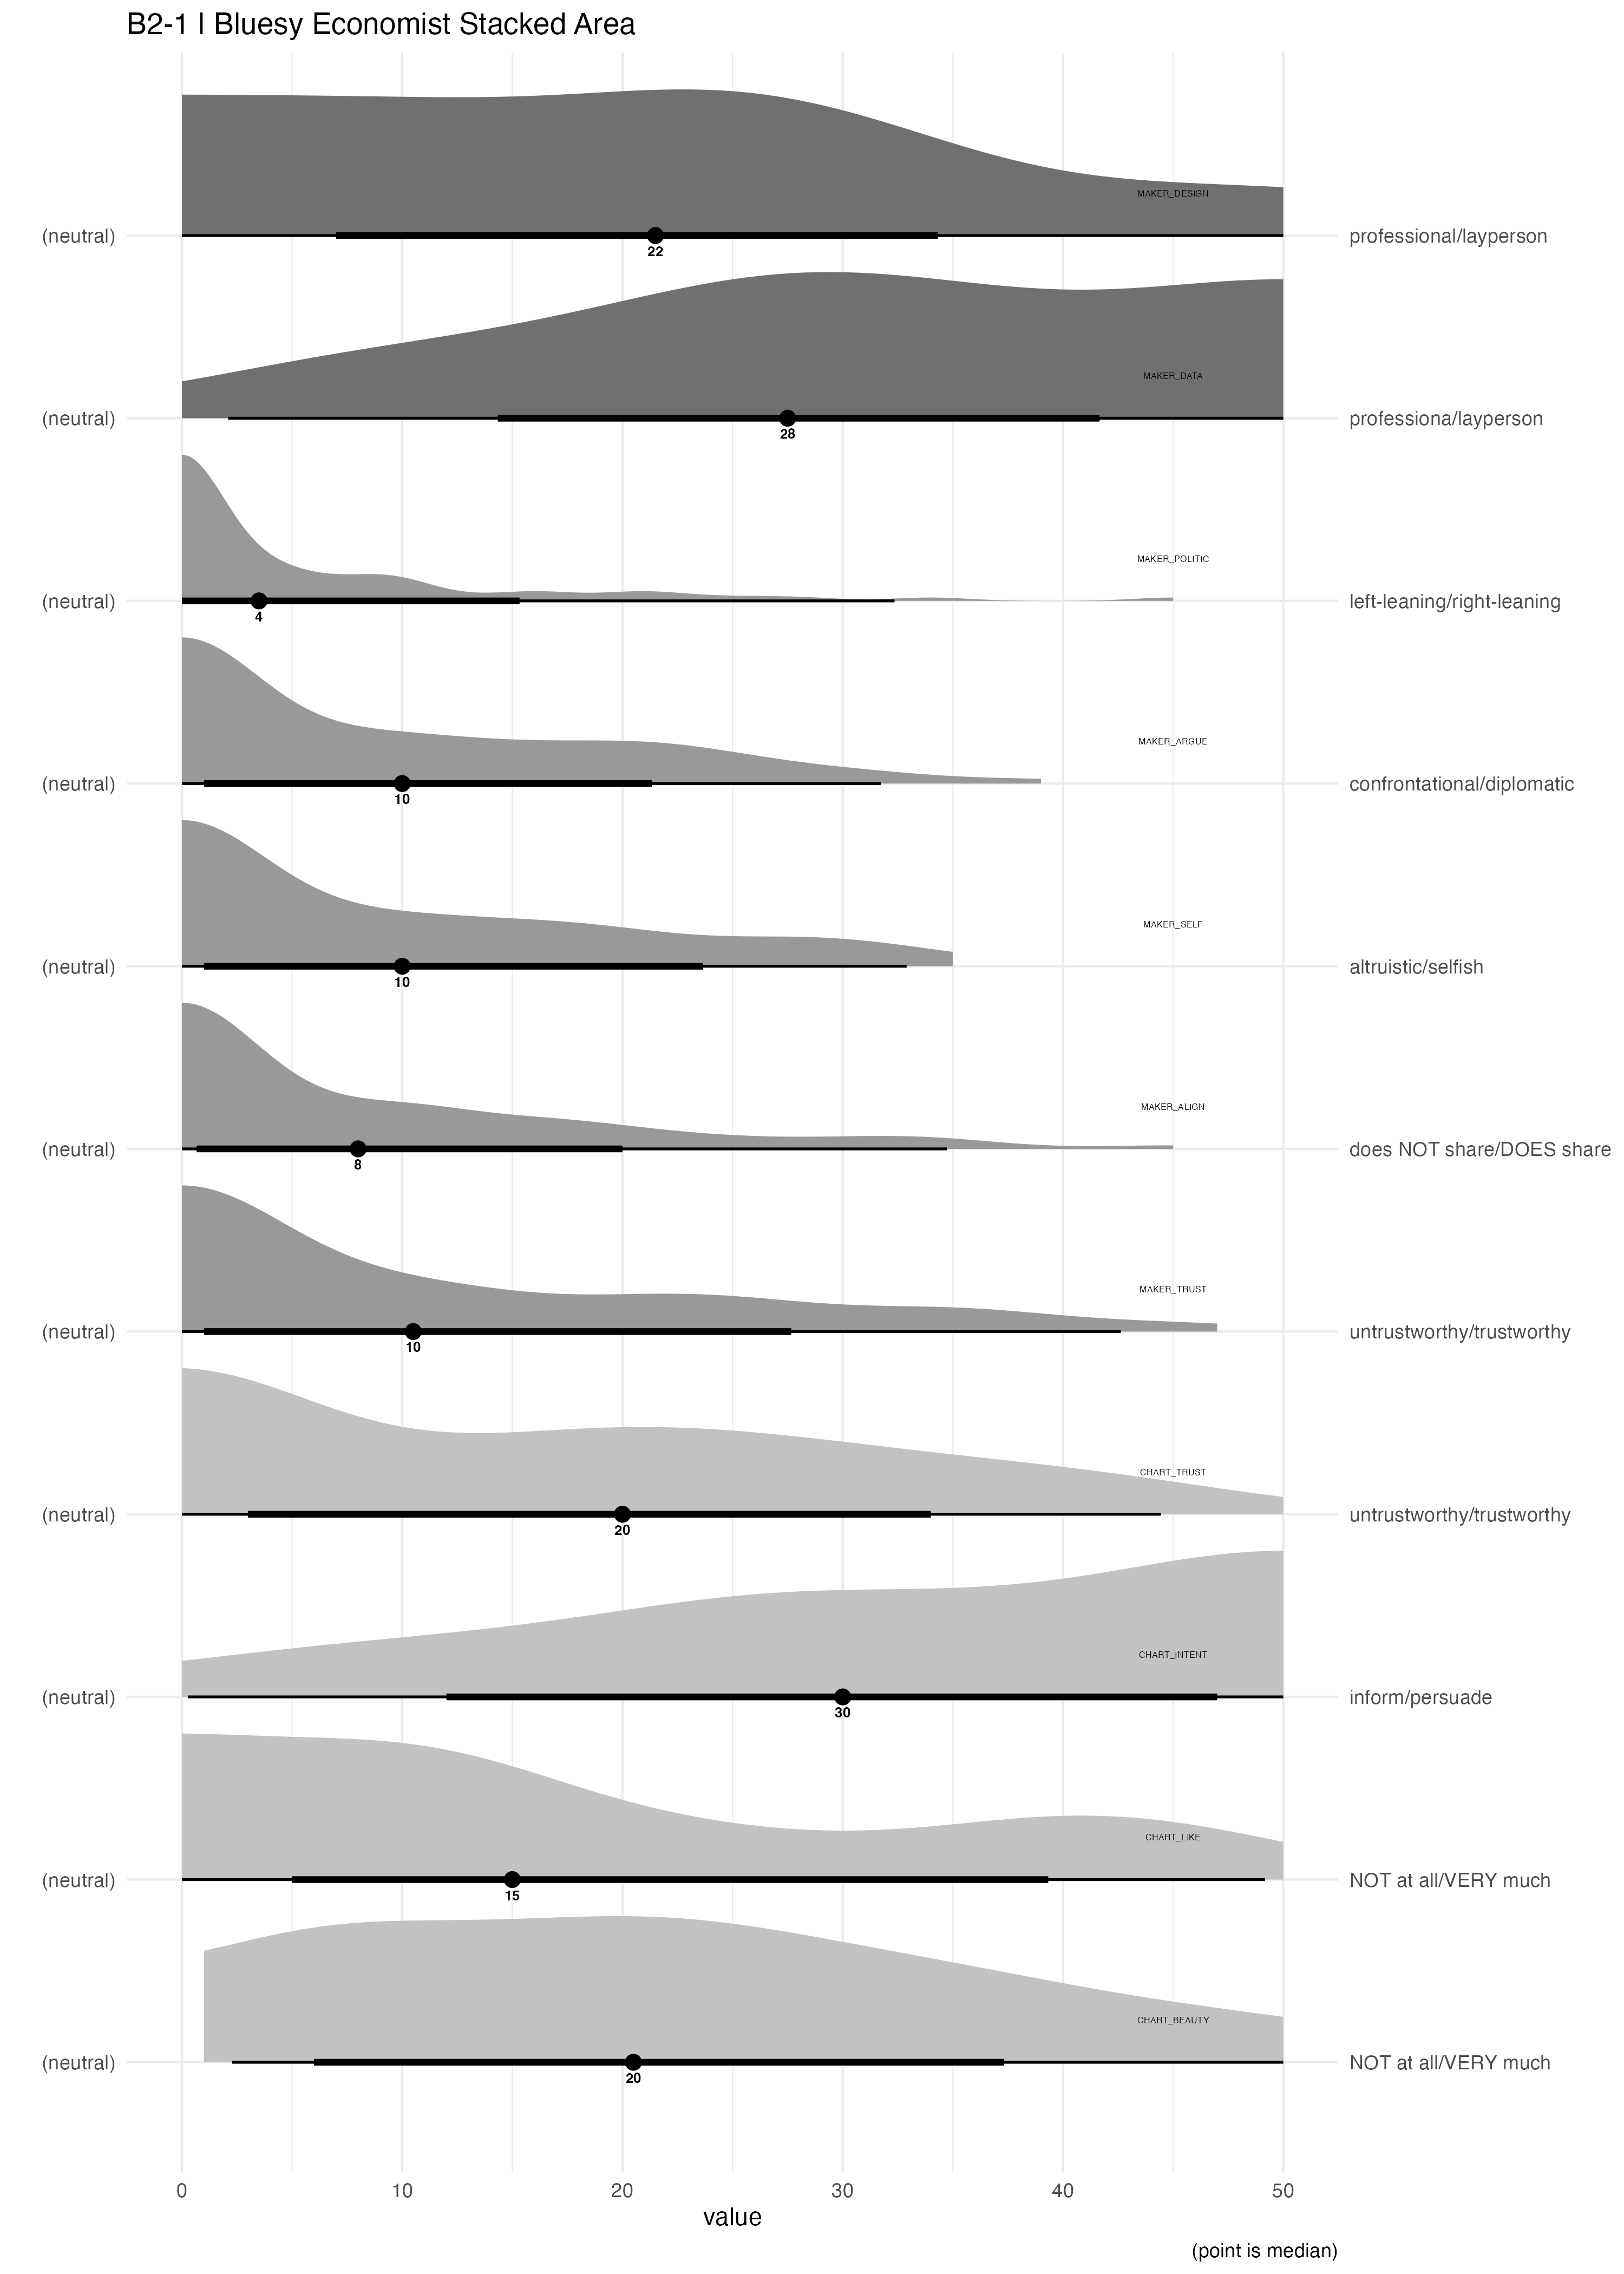 B2-1 | Bluesy Economist Stacked Area
MAKER_DESIGN
(neutral) professional/layperson
22
MAKER_DATA
(neutral) professiona/layperson
28
MAKER_POLITIC
(neutral) left-leaning/right-leaning
4
MAKER_ARGUE
(neutral) confrontational/diplomatic
10
MAKER_SELF
(neutral) altruistic/selfish
10
MAKER_ALIGN
(neutral) does NOT share/DOES share
8
MAKER_TRUST
(neutral) untrustworthy/trustworthy
10
CHART_TRUST
(neutral) untrustworthy/trustworthy
20
CHART_INTENT
(neutral) inform/persuade
30
CHART_LIKE
(neutral) NOT at all/VERY much
15
CHART_BEAUTY
(neutral) NOT at all/VERY much
20
0 10 20 30 40 50
value
(point is median)